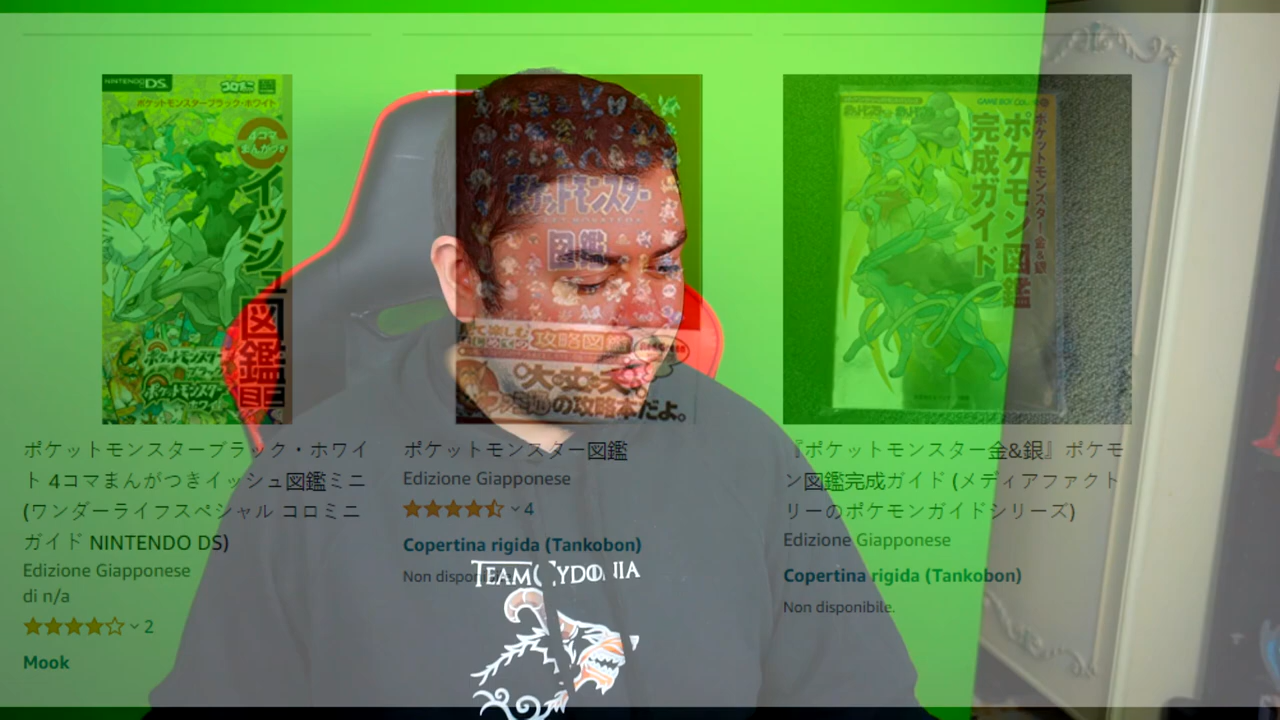 NINTENDO DS
ポケットモンスターブラック・ホワイト
4コマ
まんがつき
イッシュ図鑑
ポケットモンスター
図鑑
大丈夫。
の攻略本だよ。
GAME BOY COLOR
ポケットモンスター金&銀
ポケモン図鑑
完成ガイド
ポケットモンスターブラック・ホワイ
ト 4コマまんがつきイッシュ図鑑ミニ
(ワンダーライフスペシャル コロミニ
ガイド NINTENDO DS)
Edizione Giapponese
di n/a
2
Mook
ポケットモンスター図鑑
Edizione Giapponese
4
Copertina rigida (Tankobon)
『ポケットモンスター金&銀』ポケモ
ン図鑑完成ガイド (メディアファクト
リーのポケモンガイドシリーズ)
Edizione Giapponese
Copertina rigida (Tankobon)
Non disponibile.
TEAM CYDONIA